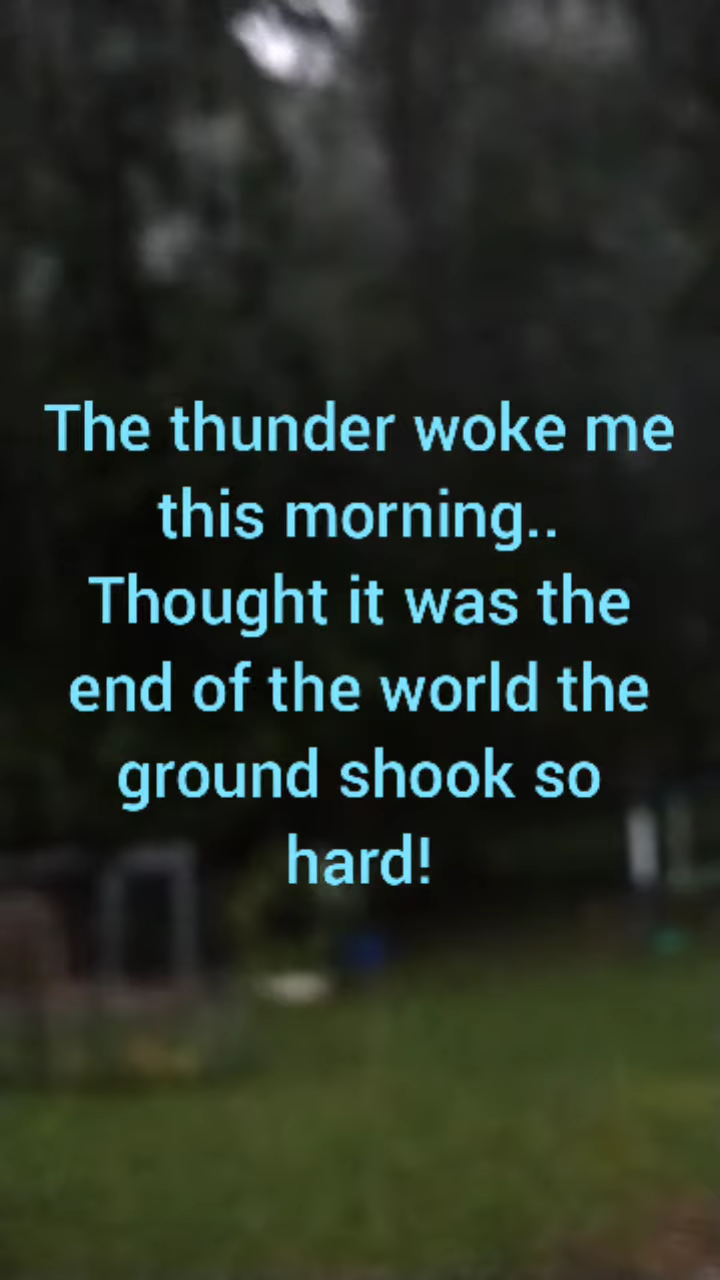 The thunder woke me
this morning..
Thought it was the
end of the world the
ground shook so
hard!